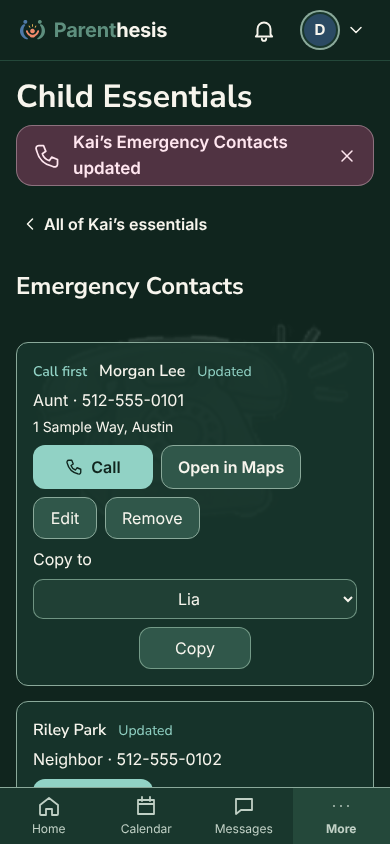 Parenthesis
D
Child Essentials
Kai’s Emergency Contacts
updated
All of Kai’s essentials
Emergency Contacts
Call first Morgan Lee Updated
Aunt · 512-555-0101
1 Sample Way, Austin
Call Open in Maps
Edit Remove
Copy to
Lia
Copy
Riley Park Updated
Neighbor · 512-555-0102
Home Calendar Messages More